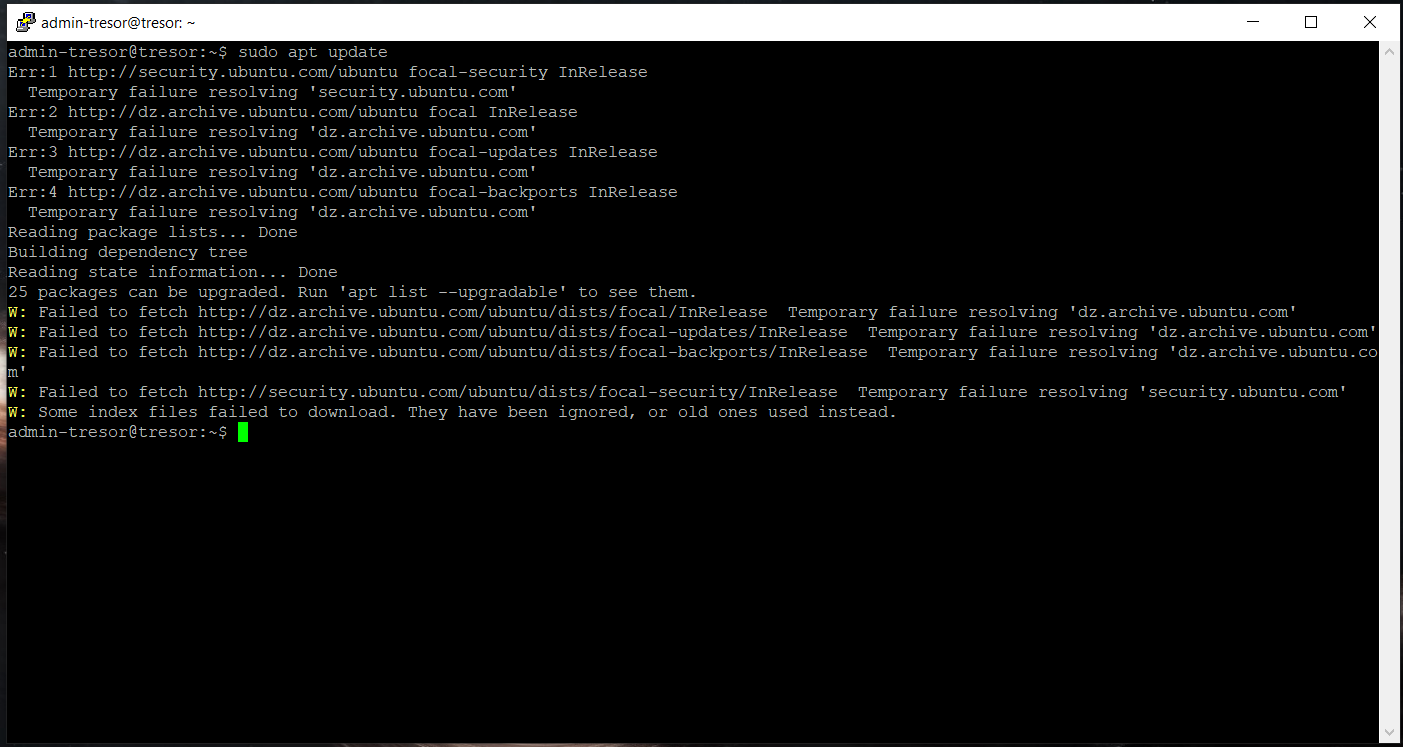 admin-tresor@tresor: ~
admin-tresor@tresor:~$ sudo apt update
Err:1 http://security.ubuntu.com/ubuntu focal-security InRelease
  Temporary failure resolving 'security.ubuntu.com'
Err:2 http://dz.archive.ubuntu.com/ubuntu focal InRelease
  Temporary failure resolving 'dz.archive.ubuntu.com'
Err:3 http://dz.archive.ubuntu.com/ubuntu focal-updates InRelease
  Temporary failure resolving 'dz.archive.ubuntu.com'
Err:4 http://dz.archive.ubuntu.com/ubuntu focal-backports InRelease
  Temporary failure resolving 'dz.archive.ubuntu.com'
Reading package lists... Done
Building dependency tree
Reading state information... Done
25 packages can be upgraded. Run 'apt list --upgradable' to see them.
W: Failed to fetch http://dz.archive.ubuntu.com/ubuntu/dists/focal/InRelease  Temporary failure resolving 'dz.archive.ubuntu.com'
W: Failed to fetch http://dz.archive.ubuntu.com/ubuntu/dists/focal-updates/InRelease  Temporary failure resolving 'dz.archive.ubuntu.com'
W: Failed to fetch http://dz.archive.ubuntu.com/ubuntu/dists/focal-backports/InRelease  Temporary failure resolving 'dz.archive.ubuntu.co
m'
W: Failed to fetch http://security.ubuntu.com/ubuntu/dists/focal-security/InRelease  Temporary failure resolving 'security.ubuntu.com'
W: Some index files failed to download. They have been ignored, or old ones used instead.
admin-tresor@tresor:~$